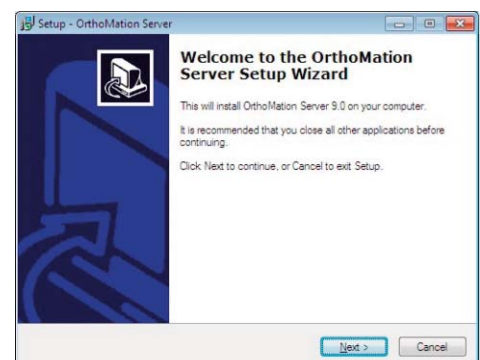 Setup - OrthoMation Server
Welcome to the OrthoMation
Server Setup Wizard
This will install OrthoMation Server 9.0 on your computer.
It is recommended that you close all other applications before
continuing.
Click Next to continue, or Cancel to exit Setup.
Next >
Cancel